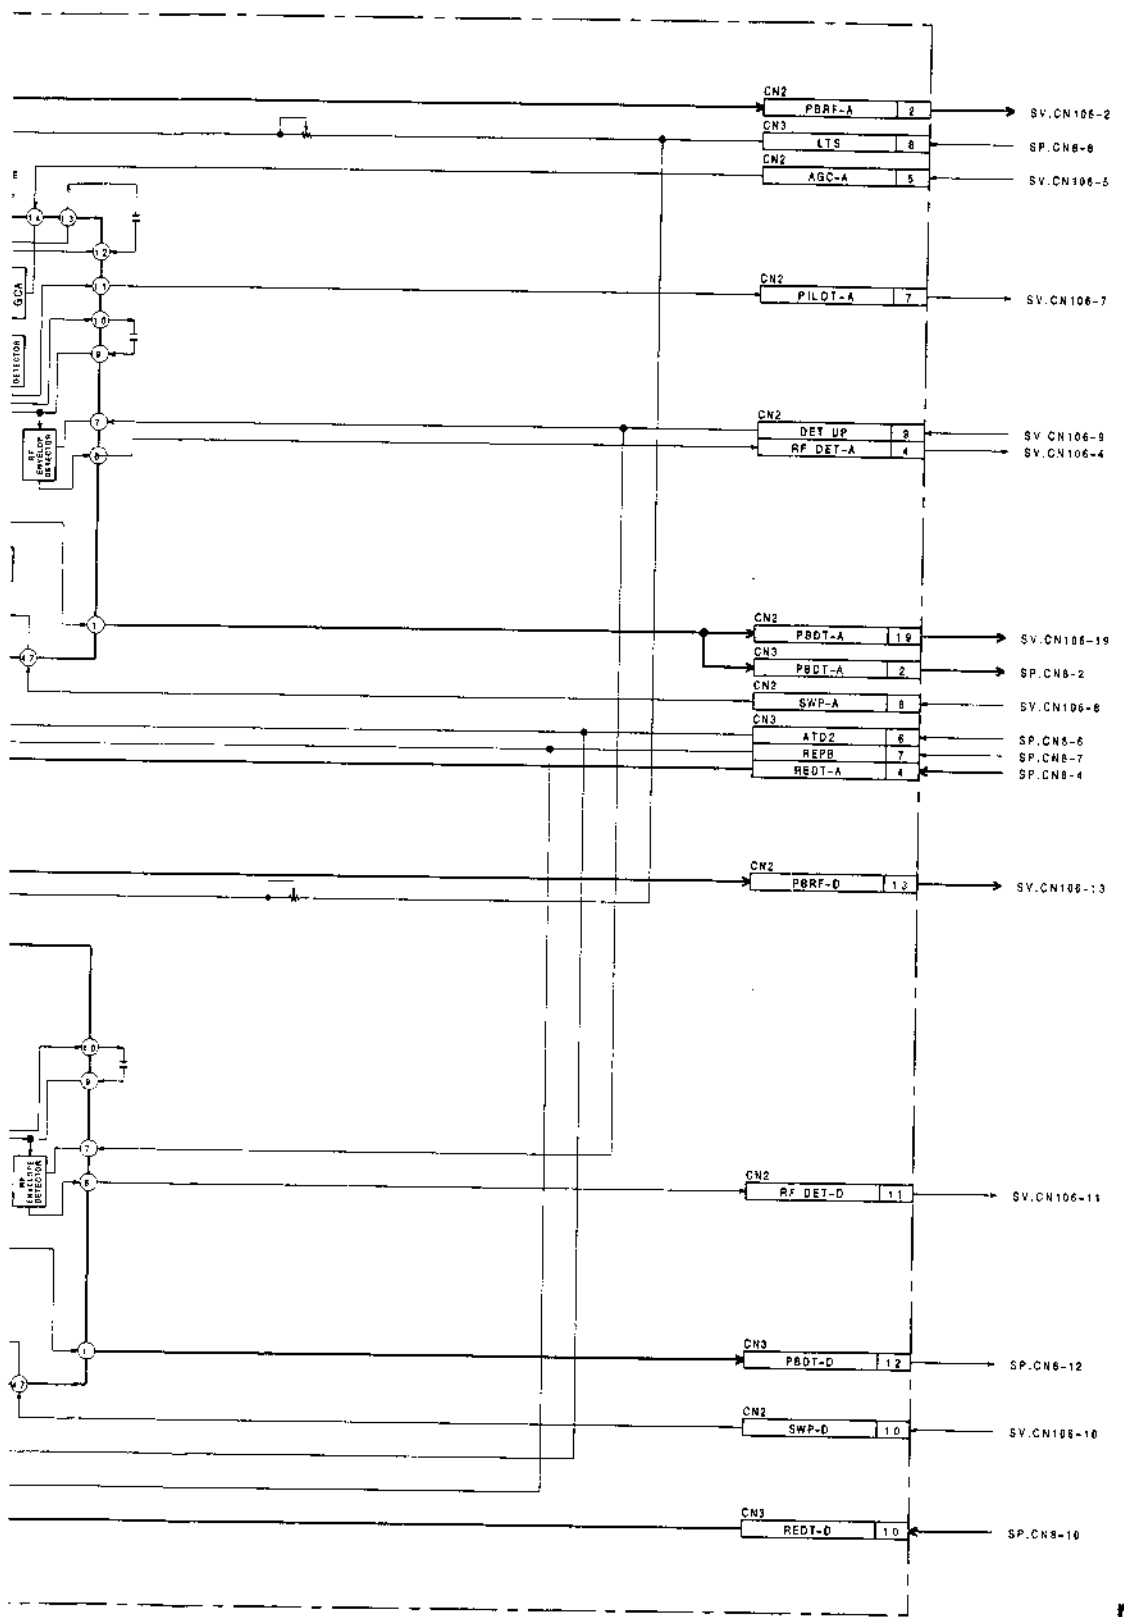 CN2
PBRF-A 2 SV.CN106-2
CN3
LTS 8 SP.CN8-8
CN2
AGC-A 5 SV.CN106-5
E
14 13
12
CN2
11
GCA
PILOT-A 7 SV.CN106-7
10
DETECTOR
9
CN2
7
DET UP 9 SV CN106-9
RF DET-A 4 SV.CN106-4
RF
ENVELOP
DETECTOR
CN2
1
PBDT-A 19 SV.CN106-19
CN3
47
PBDT-A 2 SP.CN8-2
CN2
SWP-A 8 SV.CN106-8
CN3
ATD2 6 SP.CN8-6
REPB 7 SP.CN8-7
REDT-A 4 SP.CN8-4
CN2
PBRF-D 13 SV.CN106-13
9
7
RF
ENVELOPE
DETECTOR
CN2
RF DET-D 11 SV.CN106-11
CN3
1
PBDT-D 12 SP.CN8-12
CN2
SWP-D 10 SV.CN106-10
CN3
REDT-D 10 SP.CN8-10